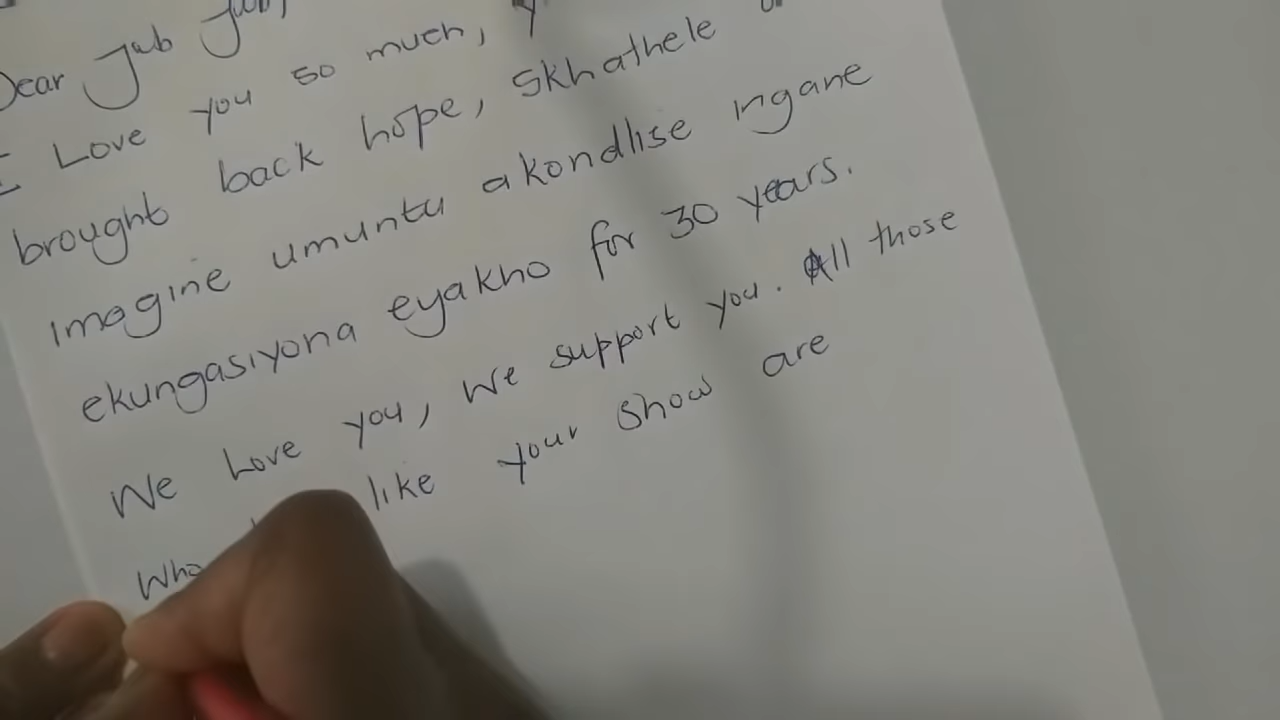 Dear Jub Jub,
I Love you so much,
brought back hope, Skhathele
imagine umuntu akondlise ingane
ekungasiyona eyakho for 30 years.
We Love you, We support you. All those
like your show are